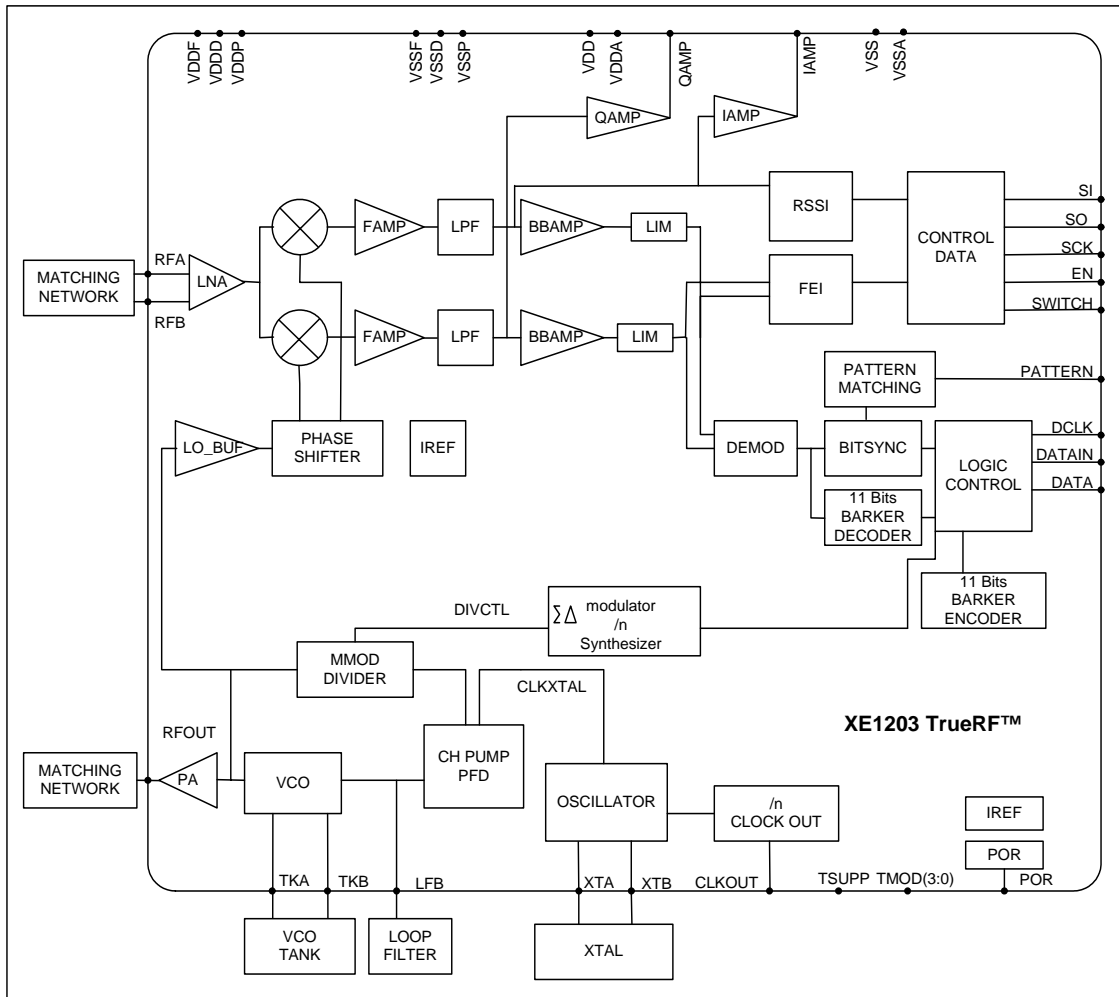 VDDF
VDDD
VDDP
VSSF
VSSD
VSSP
VDD
VDDA
QAMP
IAMP
VSS
VSSA
QAMP
IAMP
MATCHING
NETWORK
RFA
RFB
LNA
FAMP
LPF
BBAMP
LIM
RSSI
CONTROL
DATA
SI
SO
SCK
EN
SWITCH
FAMP
LPF
BBAMP
LIM
FEI
PATTERN
MATCHING
PATTERN
LO_BUF
PHASE
SHIFTER
IREF
DEMOD
BITSYNC
LOGIC
CONTROL
DCLK
DATAIN
DATA
11 Bits
BARKER
DECODER
11 Bits
BARKER
ENCODER
DIVCTL
ΣΔ modulator
/n
Synthesizer
MMOD
DIVIDER
CLKXTAL
XE1203 TrueRF™
RFOUT
MATCHING
NETWORK
PA
VCO
CH PUMP
PFD
OSCILLATOR
/n
CLOCK OUT
IREF
POR
TKA
TKB
LFB
XTA
XTB
CLKOUT
TSUPP
TMOD(3:0)
POR
VCO
TANK
LOOP
FILTER
XTAL